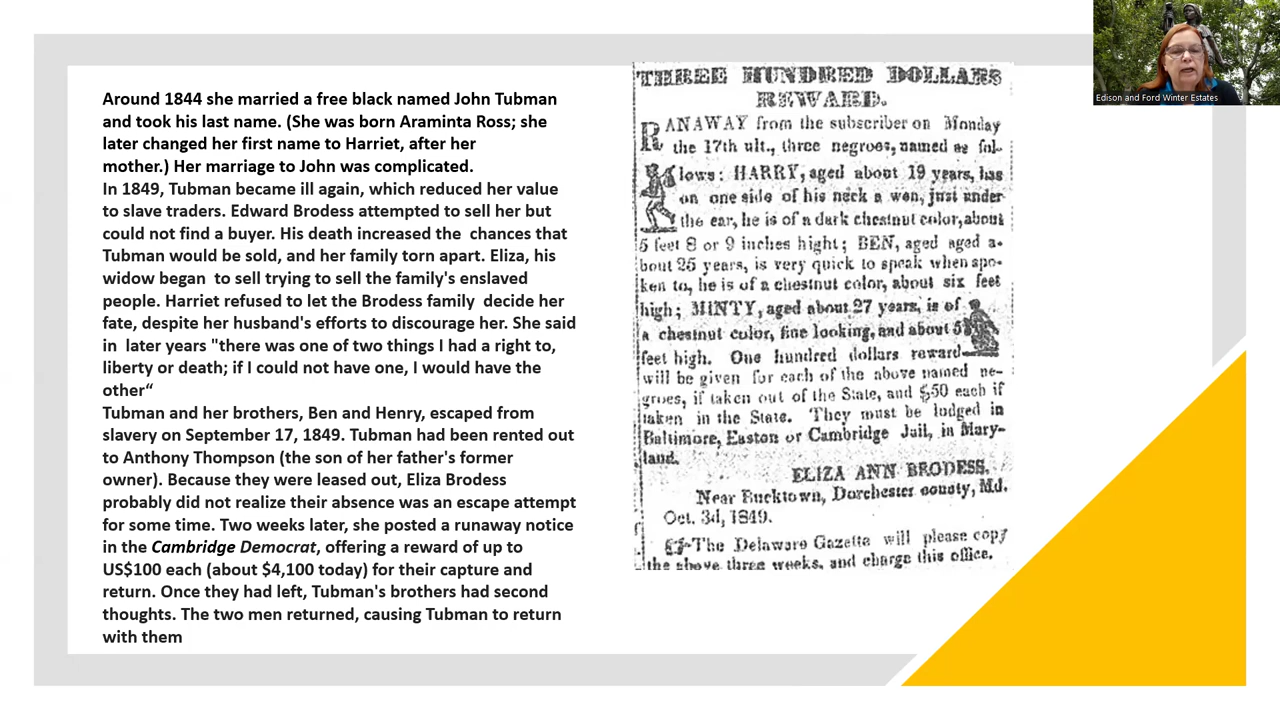 Around 1844 she married a free black named John Tubman
and took his last name. (She was born Araminta Ross; she
later changed her first name to Harriet, after her
mother.) Her marriage to John was complicated.
In 1849, Tubman became ill again, which reduced her value
to slave traders. Edward Brodess attempted to sell her but
could not find a buyer. His death increased the  chances that
Tubman would be sold, and her family torn apart. Eliza, his
widow began  to sell trying to sell the family's enslaved
people. Harriet refused to let the Brodess family  decide her
fate, despite her husband's efforts to discourage her. She said
in  later years "there was one of two things I had a right to,
liberty or death; if I could not have one, I would have the
other“
Tubman and her brothers, Ben and Henry, escaped from
slavery on September 17, 1849. Tubman had been rented out
to Anthony Thompson (the son of her father's former
owner). Because they were leased out, Eliza Brodess
probably did not realize their absence was an escape attempt
for some time. Two weeks later, she posted a runaway notice
in the Cambridge Democrat, offering a reward of up to
US$100 each (about $4,100 today) for their capture and
return. Once they had left, Tubman's brothers had second
thoughts. The two men returned, causing Tubman to return
with them
THREE HUNDRED DOLLARS
REWARD.
RANAWAY from the subscriber on Monday
the 17th ult., three negroes, named as fol-
lows: HARRY, aged about 19 years, has
on one side of his neck a wen, just under
the ear, he is of a dark chestnut color, about
5 feet 8 or 9 inches hight; BEN, aged aged a-
bout 25 years, is very quick to speak when spo-
ken to, he is of a chestnut color, about six feet
high; MINTY, aged about 27 years, is of
a chestnut color, fine looking, and about 5
feet high. One hundred dollars reward
will be given for each of the above named ne-
groes, if taken out of the State, and $50 each if
taken in the State. They must be lodged in
Baltimore, Easton or Cambridge Jail, in Mary-
land.
ELIZA ANN BRODESS,
Near Bucktown, Dorchester county, Md.
Oct. 3d, 1849.
The Delaware Gazette will please copy
the above three weeks, and charge this office.
Edison and Ford Winter Estates